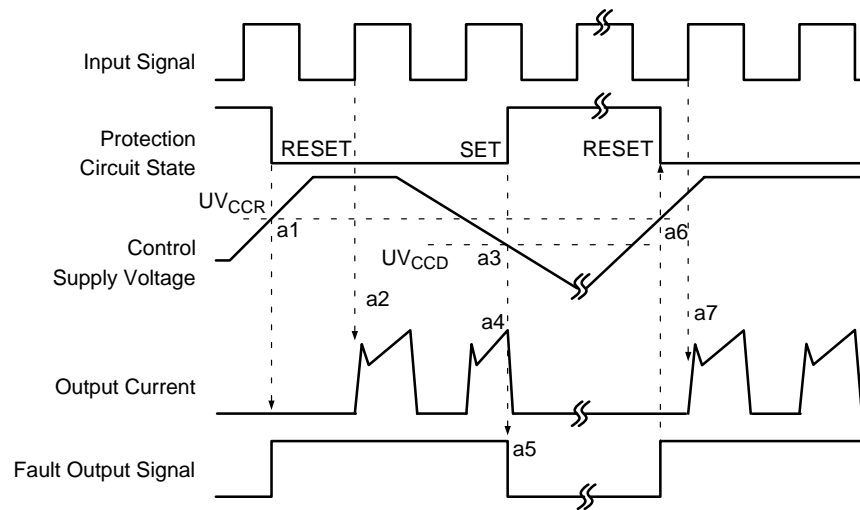 Input Signal
Protection
Circuit State
RESET
SET
RESET
UVCCR
a1
a6
Control
Supply Voltage
UVCCD
a3
a2
a4
a7
Output Current
a5
Fault Output Signal